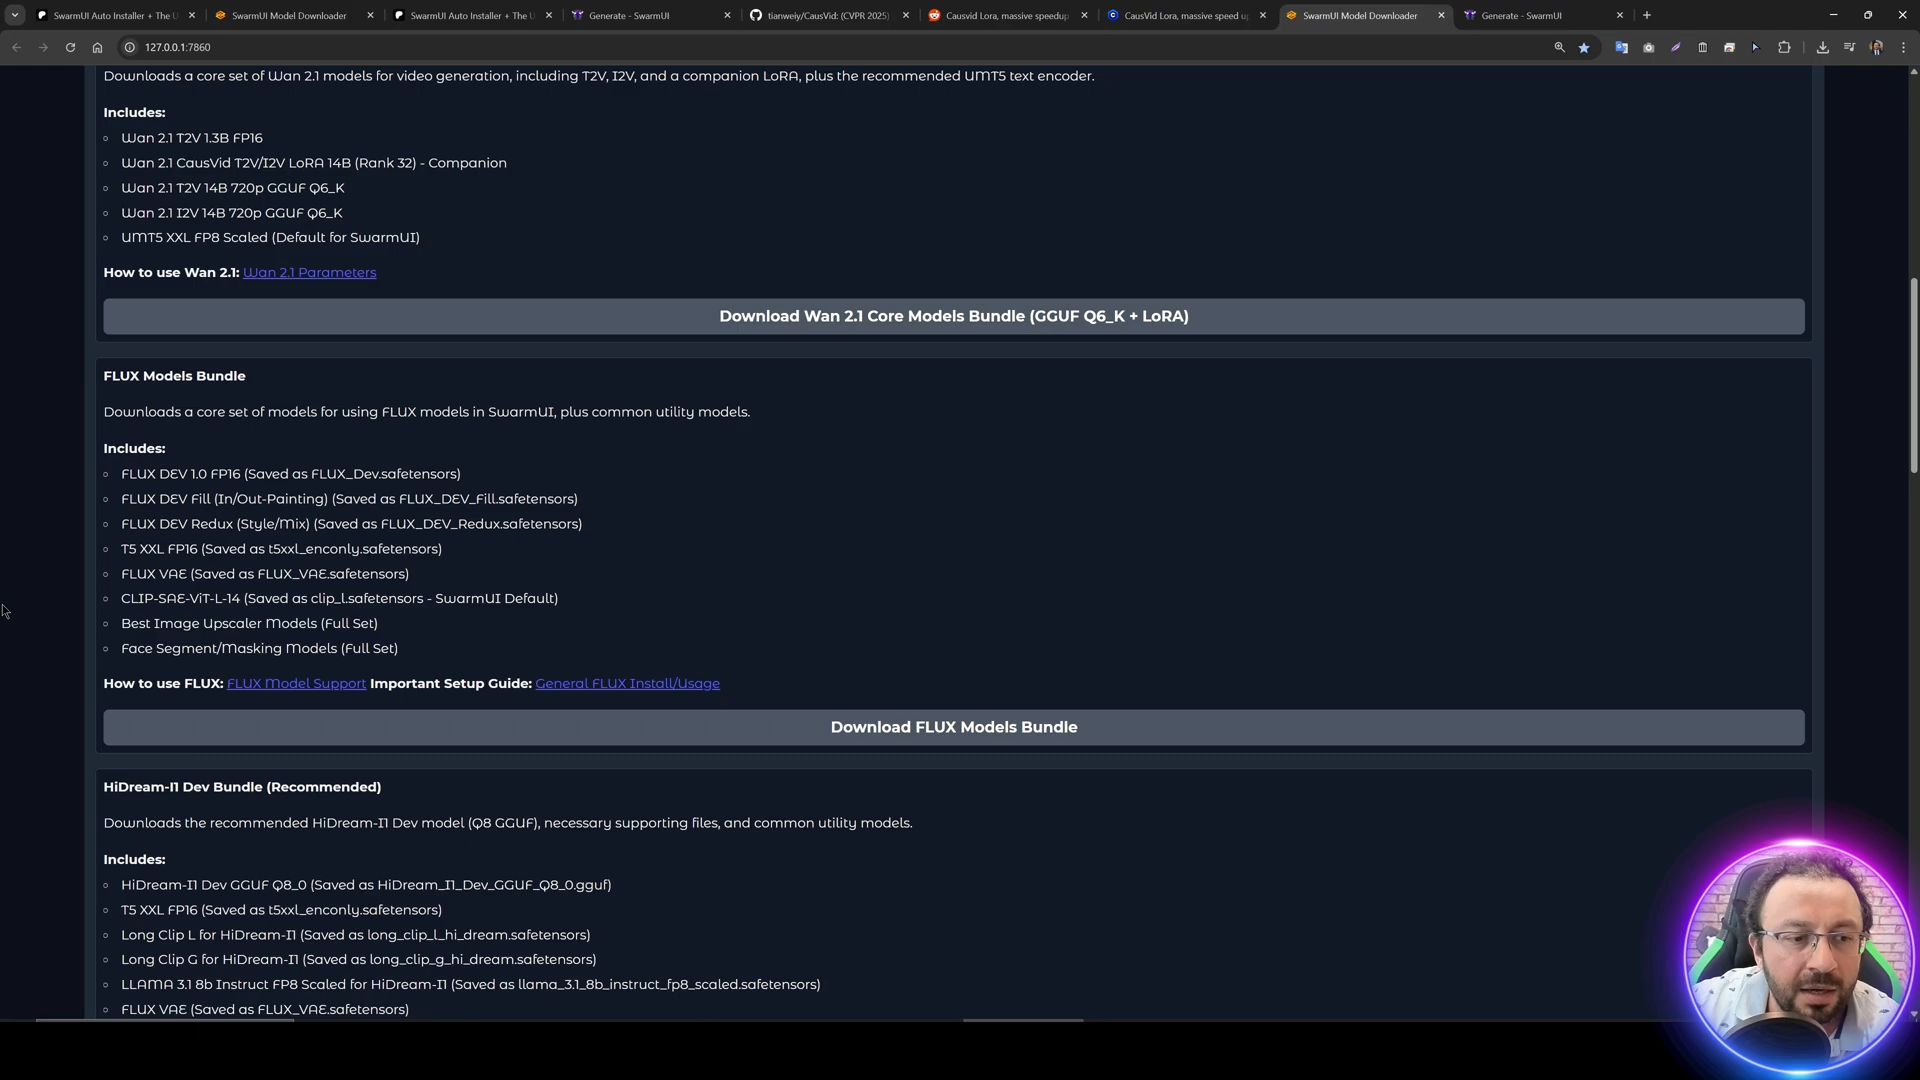 SwarmUI Auto Installer + The U
SwarmUI Model Downloader
SwarmUI Auto Installer + The U
Generate - SwarmUI
tianweiy/CausVid: (CVPR 2025)
Causvid Lora, massive speedup
CausVid Lora, massive speed up
SwarmUI Model Downloader
Generate - SwarmUI
127.0.0.1:7860
Downloads a core set of Wan 2.1 models for video generation, including T2V, I2V, and a companion LoRA, plus the recommended UMT5 text encoder.
Includes:
Wan 2.1 T2V 1.3B FP16
Wan 2.1 CausVid T2V/I2V LoRA 14B (Rank 32) - Companion
Wan 2.1 T2V 14B 720p GGUF Q6_K
Wan 2.1 I2V 14B 720p GGUF Q6_K
UMT5 XXL FP8 Scaled (Default for SwarmUI)
How to use Wan 2.1: Wan 2.1 Parameters
Download Wan 2.1 Core Models Bundle (GGUF Q6_K + LoRA)
FLUX Models Bundle
Downloads a core set of models for using FLUX models in SwarmUI, plus common utility models.
Includes:
FLUX DEV 1.0 FP16 (Saved as FLUX_Dev.safetensors)
FLUX DEV Fill (In/Out-Painting) (Saved as FLUX_DEV_Fill.safetensors)
FLUX DEV Redux (Style/Mix) (Saved as FLUX_DEV_Redux.safetensors)
T5 XXL FP16 (Saved as t5xxl_enconly.safetensors)
FLUX VAE (Saved as FLUX_VAE.safetensors)
CLIP-SAE-ViT-L-14 (Saved as clip_l.safetensors - SwarmUI Default)
Best Image Upscaler Models (Full Set)
Face Segment/Masking Models (Full Set)
How to use FLUX: FLUX Model Support Important Setup Guide: General FLUX Install/Usage
Download FLUX Models Bundle
HiDream-I1 Dev Bundle (Recommended)
Downloads the recommended HiDream-I1 Dev model (Q8 GGUF), necessary supporting files, and common utility models.
Includes:
HiDream-I1 Dev GGUF Q8_0 (Saved as HiDream_I1_Dev_GGUF_Q8_0.gguf)
T5 XXL FP16 (Saved as t5xxl_enconly.safetensors)
Long Clip L for HiDream-I1 (Saved as long_clip_l_hi_dream.safetensors)
Long Clip G for HiDream-I1 (Saved as long_clip_g_hi_dream.safetensors)
LLAMA 3.1 8b Instruct FP8 Scaled for HiDream-I1 (Saved as llama_3.1_8b_instruct_fp8_scaled.safetensors)
FLUX VAE (Saved as FLUX_VAE.safetensors)